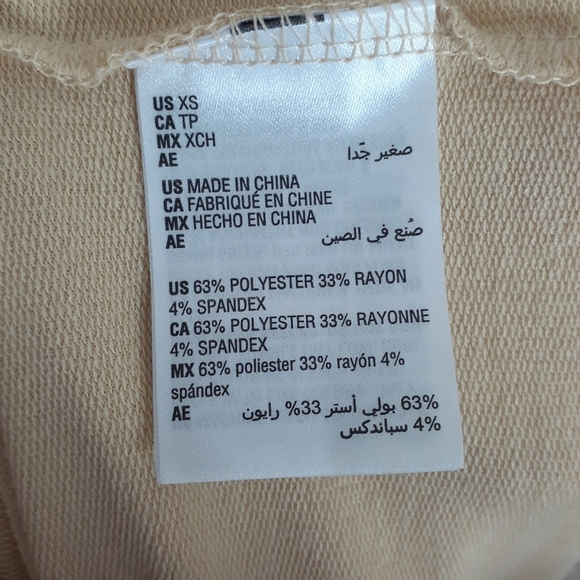 US XS
CA TP
MX XCH
AE صغير جّدا
US MADE IN CHINA
CA FABRIQUÉ EN CHINE
MX HECHO EN CHINA
AE صُنع في الصين
US 63% POLYESTER 33% RAYON
4% SPANDEX
CA 63% POLYESTER 33% RAYONNE
4% SPANDEX
MX 63% poliester 33% rayón 4%
spándex
AE 63% بولي أستر 33% رايون
4% سباندكس